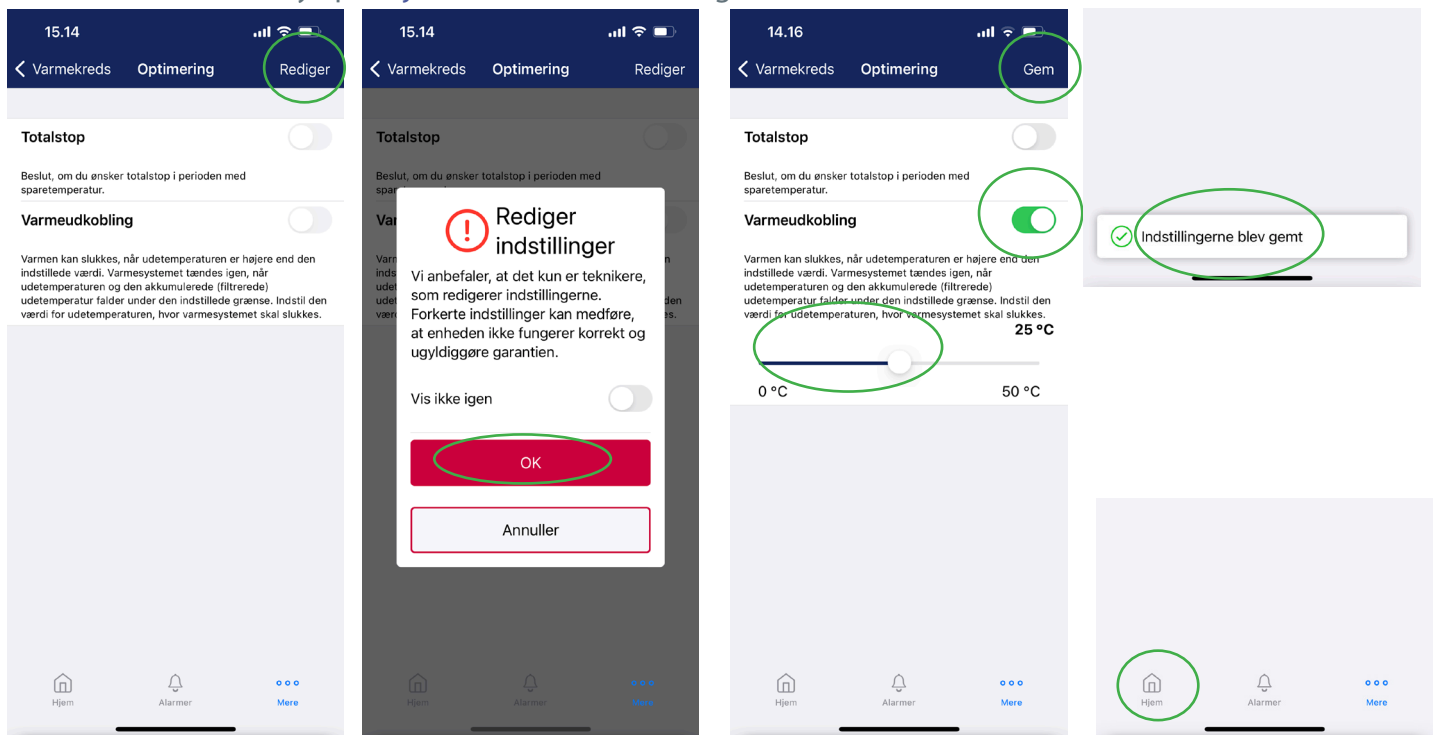 15.14
Varmekreds Optimering Rediger
Totalstop
Beslut, om du ønsker totalstop i perioden med
sparetemperatur.
Varmeudkobling
Varmen kan slukkes, når udetemperaturen er højere end den
indstillede værdi. Varmesystemet tændes igen, når
udetemperaturen og den akkumulerede (filtrerede)
udetemperatur falder under den indstillede grænse. Indstil den
værdi for udetemperaturen, hvor varmesystemet skal slukkes.
Hjem Alarmer Mere
15.14
Varmekreds Optimering Rediger
Totalstop
Beslut, om du ønsker totalstop i perioden med
Rediger
indstillinger
Vi anbefaler, at det kun er teknikere,
som redigerer indstillingerne.
Forkerte indstillinger kan medføre,
at enheden ikke fungerer korrekt og
ugyldiggøre garantien.
Vis ikke igen
OK
Annuller
Hjem Alarmer Mere
14.16
Varmekreds Optimering Gem
Totalstop
Beslut, om du ønsker totalstop i perioden med
sparetemperatur.
Varmeudkobling
Varmen kan slukkes, når udetemperaturen er højere end den
indstillede værdi. Varmesystemet tændes igen, når
udetemperaturen og den akkumulerede (filtrerede)
udetemperatur falder under den indstillede grænse. Indstil den
værdi for udetemperaturen, hvor varmesystemet skal slukkes.
25 °C
0 °C 50 °C
Hjem Alarmer Mere
Indstillingerne blev gemt
Hjem Alarmer Mere